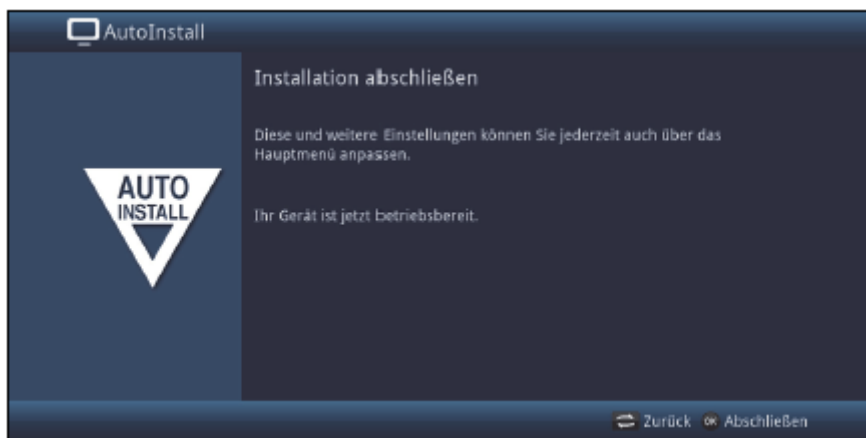 AutoInstall
Installation abschließen
Diese und weitere Einstellungen können Sie jederzeit auch über das
Hauptmenü anpassen.
AUTO
INSTALL
Ihr Gerät ist jetzt betriebsbereit.
Zurück OK Abschließen